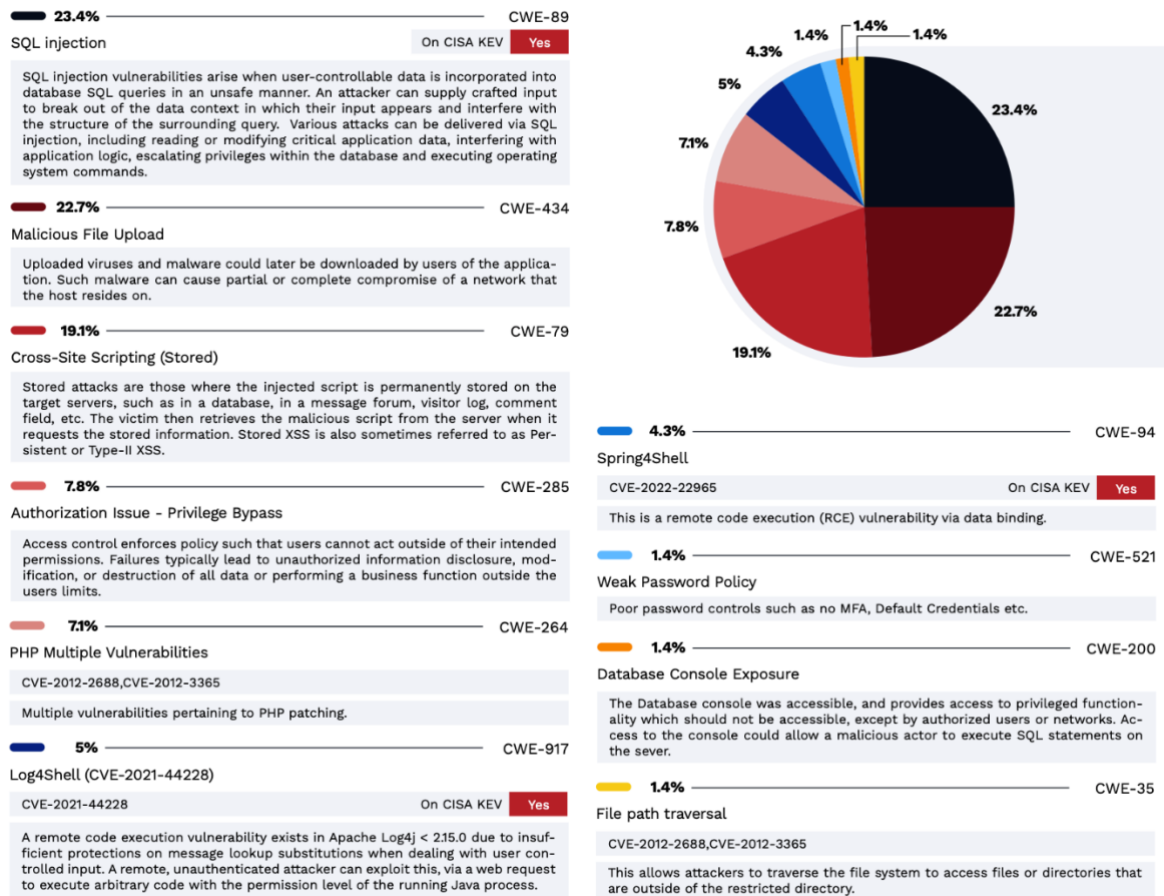 23.4% CWE-89
SQL injection On CISA KEV Yes
SQL injection vulnerabilities arise when user-controllable data is incorporated into
database SQL queries in an unsafe manner. An attacker can supply crafted input
to break out of the data context in which their input appears and interfere with
the structure of the surrounding query. Various attacks can be delivered via SQL
injection, including reading or modifying critical application data, interfering with
application logic, escalating privileges within the database and executing operating
system commands.
22.7% CWE-434
Malicious File Upload
Uploaded viruses and malware could later be downloaded by users of the applica-
tion. Such malware can cause partial or complete compromise of a network that
the host resides on.
19.1% CWE-79
Cross-Site Scripting (Stored)
Stored attacks are those where the injected script is permanently stored on the
target servers, such as in a database, in a message forum, visitor log, comment
field, etc. The victim then retrieves the malicious script from the server when it
requests the stored information. Stored XSS is also sometimes referred to as Per-
sistent or Type-II XSS.
7.8% CWE-285
Authorization Issue - Privilege Bypass
Access control enforces policy such that users cannot act outside of their intended
permissions. Failures typically lead to unauthorized information disclosure, mod-
ification, or destruction of all data or performing a business function outside the
users limits.
7.1% CWE-264
PHP Multiple Vulnerabilities
CVE-2012-2688,CVE-2012-3365
Multiple vulnerabilities pertaining to PHP patching.
5% CWE-917
Log4Shell (CVE-2021-44228)
CVE-2021-44228 On CISA KEV Yes
A remote code execution vulnerability exists in Apache Log4j < 2.15.0 due to insuf-
ficient protections on message lookup substitutions when dealing with user con-
trolled input. A remote, unauthenticated attacker can exploit this, via a web request
to execute arbitrary code with the permission level of the running Java process.
1.4%
1.4%
1.4%
4.3%
5%
23.4%
7.1%
7.8%
22.7%
19.1%
4.3% CWE-94
Spring4Shell
CVE-2022-22965 On CISA KEV Yes
This is a remote code execution (RCE) vulnerability via data binding.
1.4% CWE-521
Weak Password Policy
Poor password controls such as no MFA, Default Credentials etc.
1.4% CWE-200
Database Console Exposure
The Database console was accessible, and provides access to privileged function-
ality which should not be accessible, except by authorized users or networks. Ac-
cess to the console could allow a malicious actor to execute SQL statements on
the sever.
1.4% CWE-35
File path traversal
CVE-2012-2688,CVE-2012-3365
This allows attackers to traverse the file system to access files or directories that
are outside of the restricted directory.